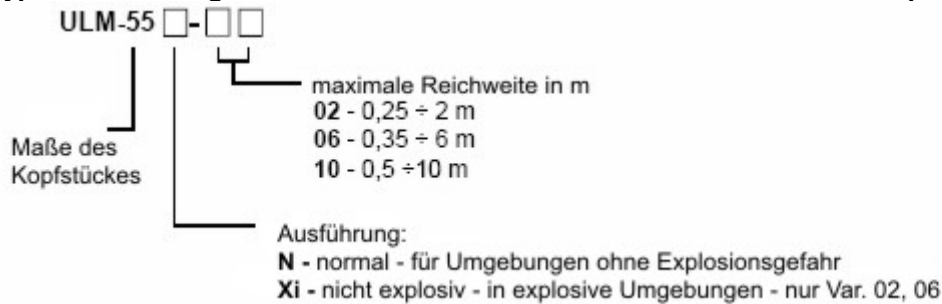 ULM-55 □-□□
maximale Reichweite in m
02 - 0,25 ÷ 2 m
06 - 0,35 ÷ 6 m
10 - 0,5 ÷10 m
Maße des
Kopfstückes
Ausführung:
N - normal - für Umgebungen ohne Explosionsgefahr
Xi - nicht explosiv - in explosive Umgebungen - nur Var. 02, 06